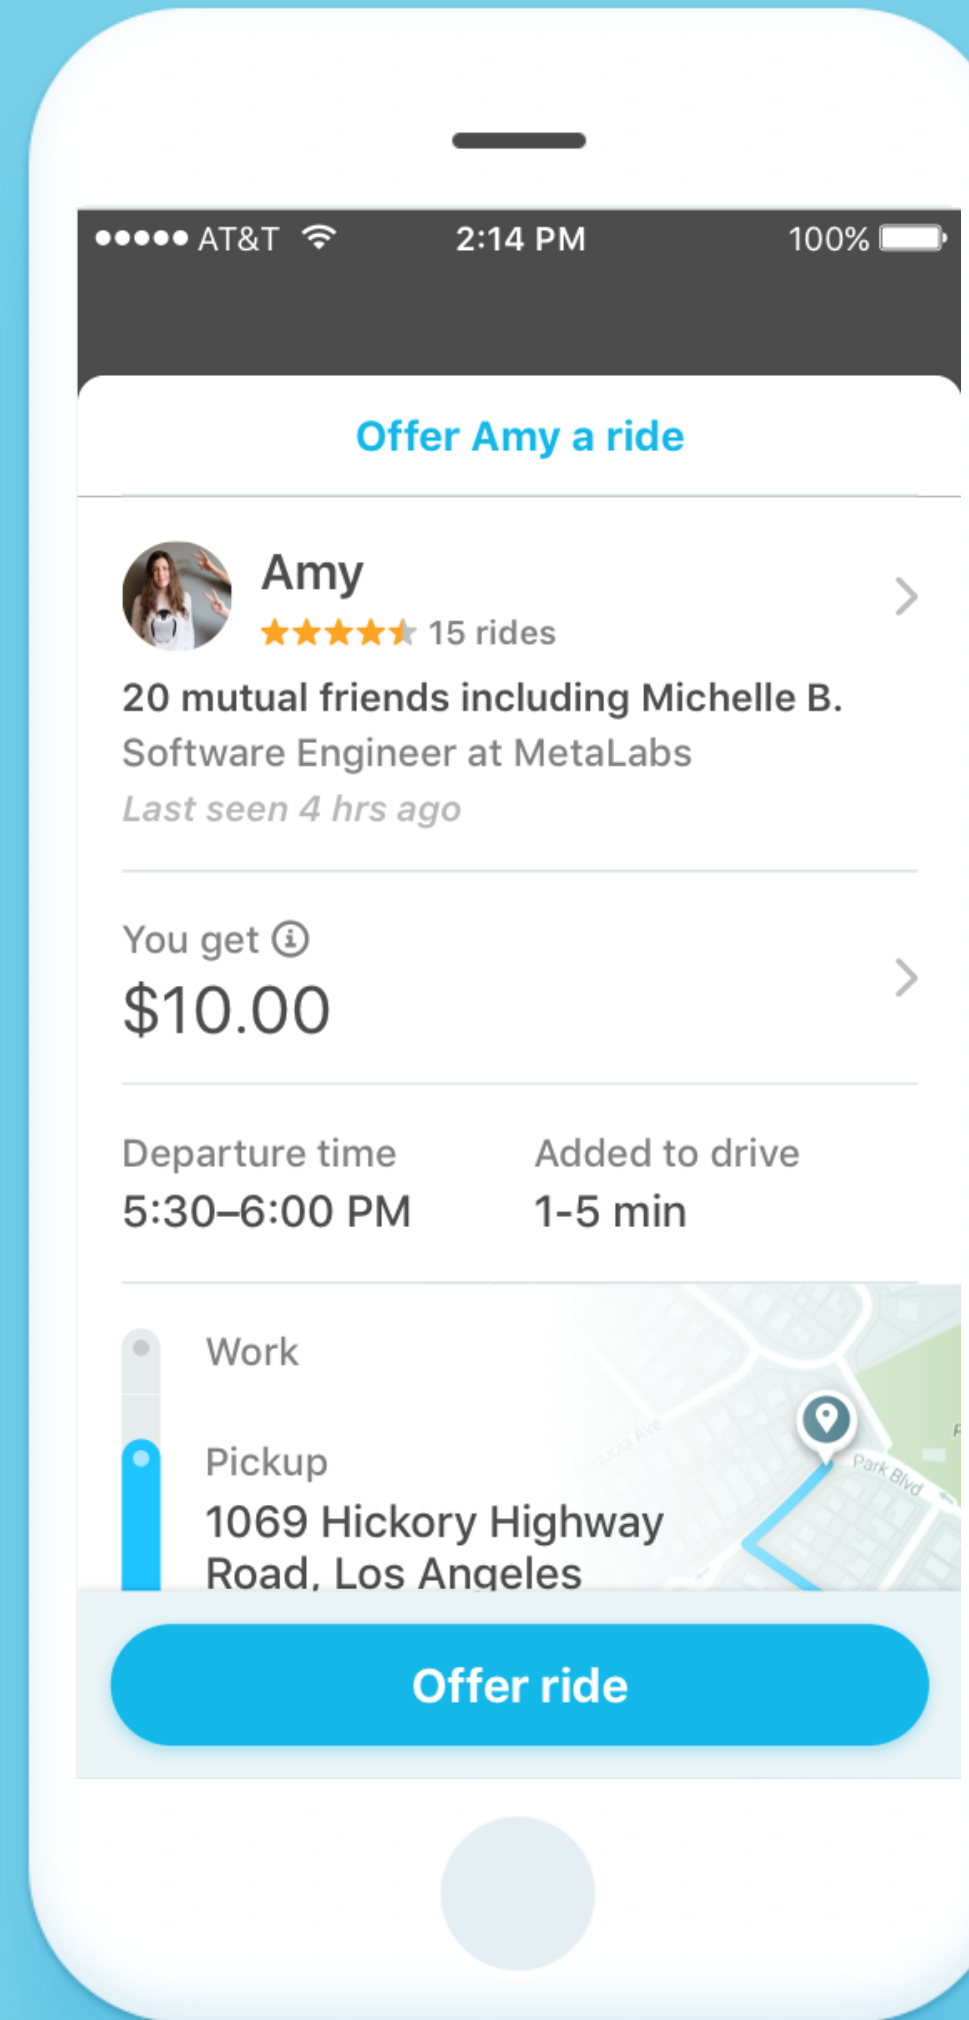 AT&T 2:14 PM 100%
Offer Amy a ride
Amy
15 rides
20 mutual friends including Michelle B.
Software Engineer at MetaLabs
Last seen 4 hrs ago
You get
$10.00
Departure time
5:30–6:00 PM
Added to drive
1-5 min
Work
Pickup
1069 Hickory Highway
Road, Los Angeles
Park Blvd
Offer ride